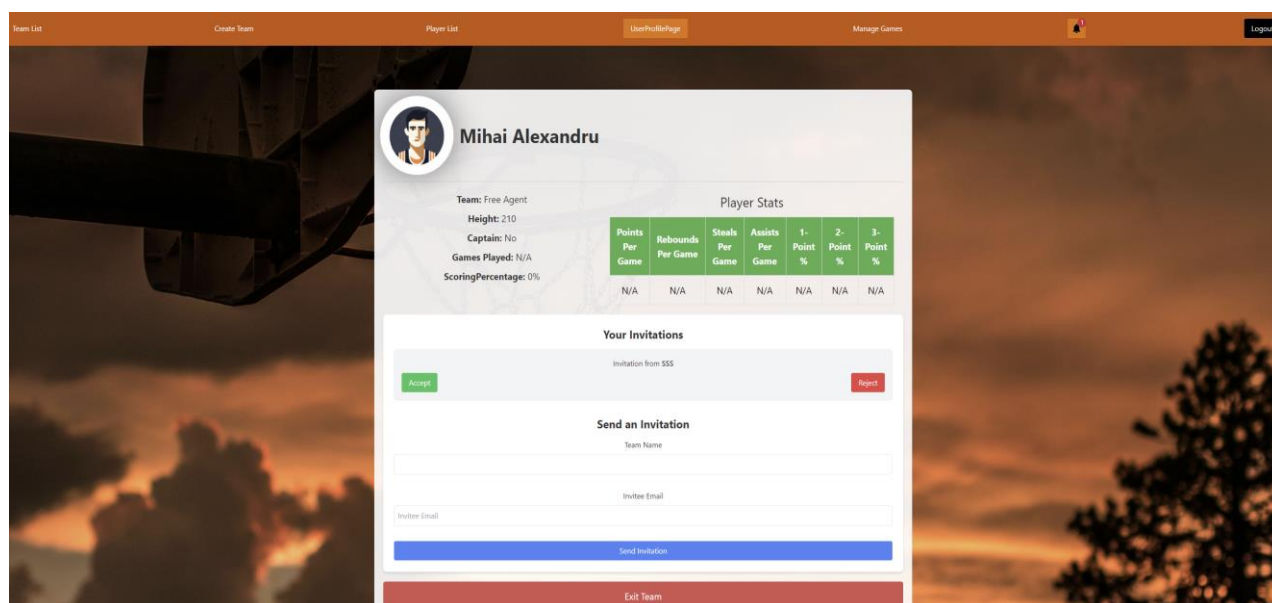 Team List Create Team Player List UserProfilePage Manage Games 1 Logout
Mihai Alexandru
Team: Free Agent
Height: 210
Captain: No
Games Played: N/A
ScoringPercentage: 0%
Player Stats
Points Per Game Rebounds Per Game Steals Per Game Assists Per Game 1-Point % 2-Point % 3-Point %
N/A N/A N/A N/A N/A N/A N/A
Your Invitations
Invitation from $$$
Accept Reject
Send an Invitation
Team Name
Invitee Email
Invitee Email
Send Invitation
Exit Team